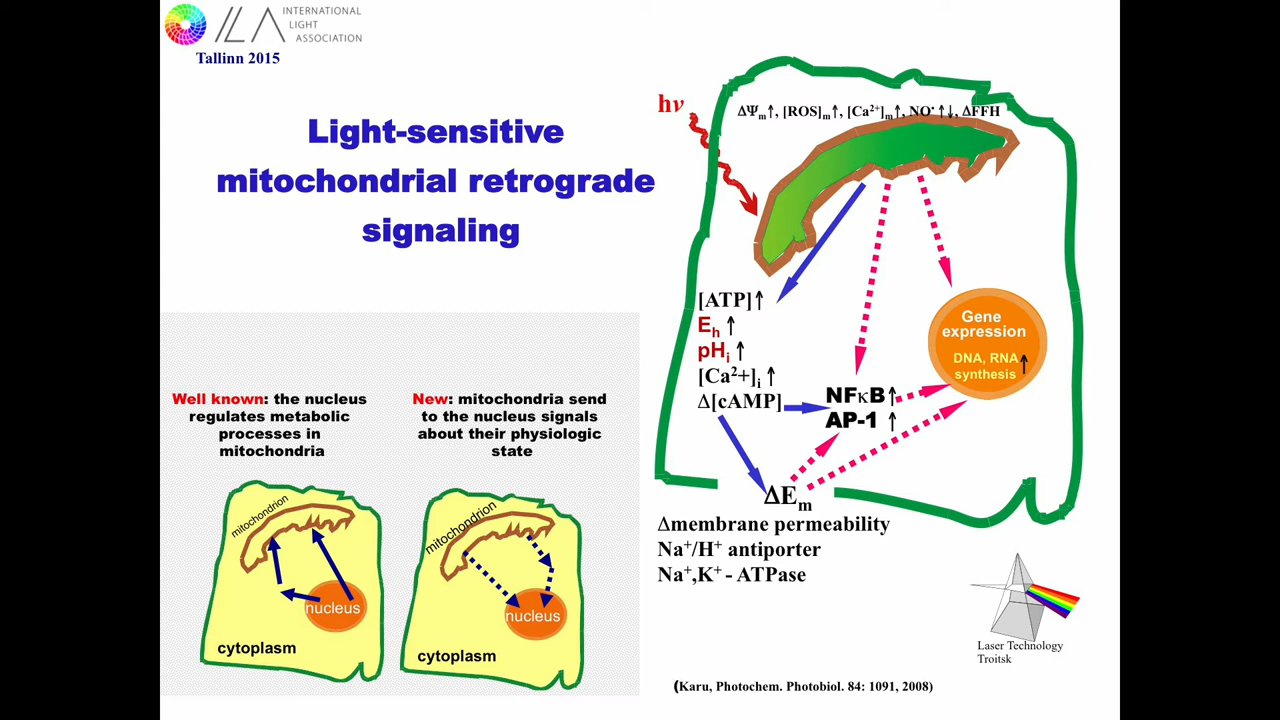 INTERNATIONAL
LIGHT
ASSOCIATION
Tallinn 2015
Light-sensitive
mitochondrial retrograde
signaling
Well known: the nucleus
regulates metabolic
processes in
mitochondria
New: mitochondria send
to the nucleus signals
about their physiologic
state
mitochondrion
nucleus
cytoplasm
mitochondrion
nucleus
cytoplasm
hν
ΔΨm↑, [ROS]m↑, [Ca2+]m↑, NO•↑↓, ΔFFH
[ATP]↑
Eh ↑
pHi ↑
[Ca2+]i ↑
Δ[cAMP]
NFκB↑
AP-1 ↑
Gene
expression
DNA, RNA ↑
synthesis
ΔEm
Δmembrane permeability
Na+/H+ antiporter
Na+,K+ - ATPase
Laser Technology
Troitsk
(Karu, Photochem. Photobiol. 84: 1091, 2008)